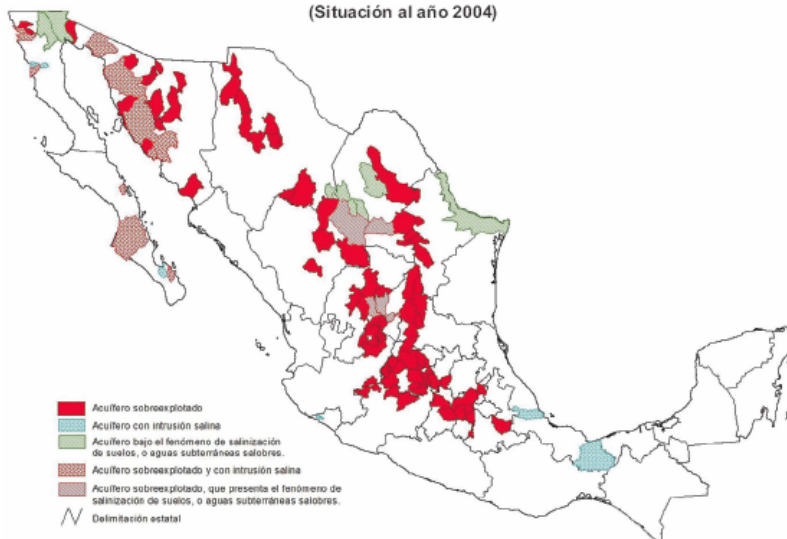 (Situación al año 2004)
Acuífero sobreexplotado
Acuífero con intrusión salina
Acuífero bajo el fenómeno de salinización
de suelos, o aguas subterráneas salobres.
Acuífero sobreexplotado y con intrusión salina
Acuífero sobreexplotado, que presenta el fenómeno de
salinización de suelos, o aguas subterráneas salobres.
Delimitación estatal